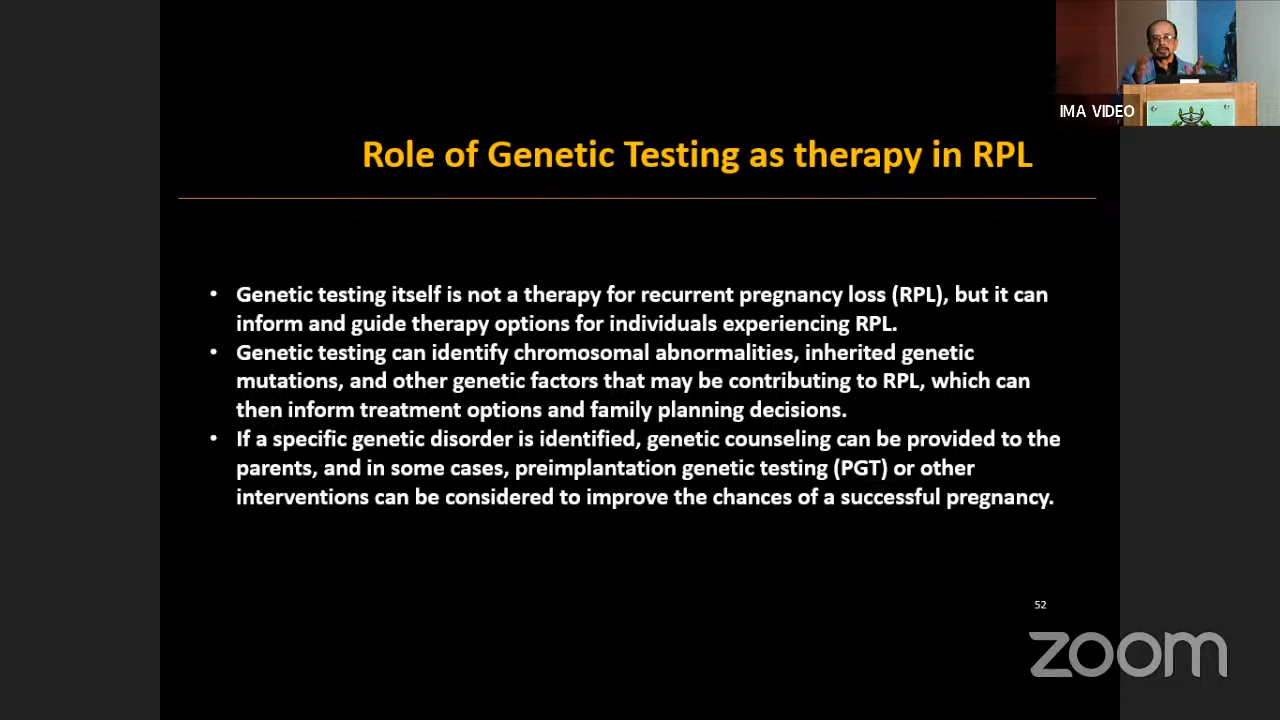 IMA VIDEO
Role of Genetic Testing as therapy in RPL
• Genetic testing itself is not a therapy for recurrent pregnancy loss (RPL), but it can
inform and guide therapy options for individuals experiencing RPL.
• Genetic testing can identify chromosomal abnormalities, inherited genetic
mutations, and other genetic factors that may be contributing to RPL, which can
then inform treatment options and family planning decisions.
• If a specific genetic disorder is identified, genetic counseling can be provided to the
parents, and in some cases, preimplantation genetic testing (PGT) or other
interventions can be considered to improve the chances of a successful pregnancy.
52
zoom